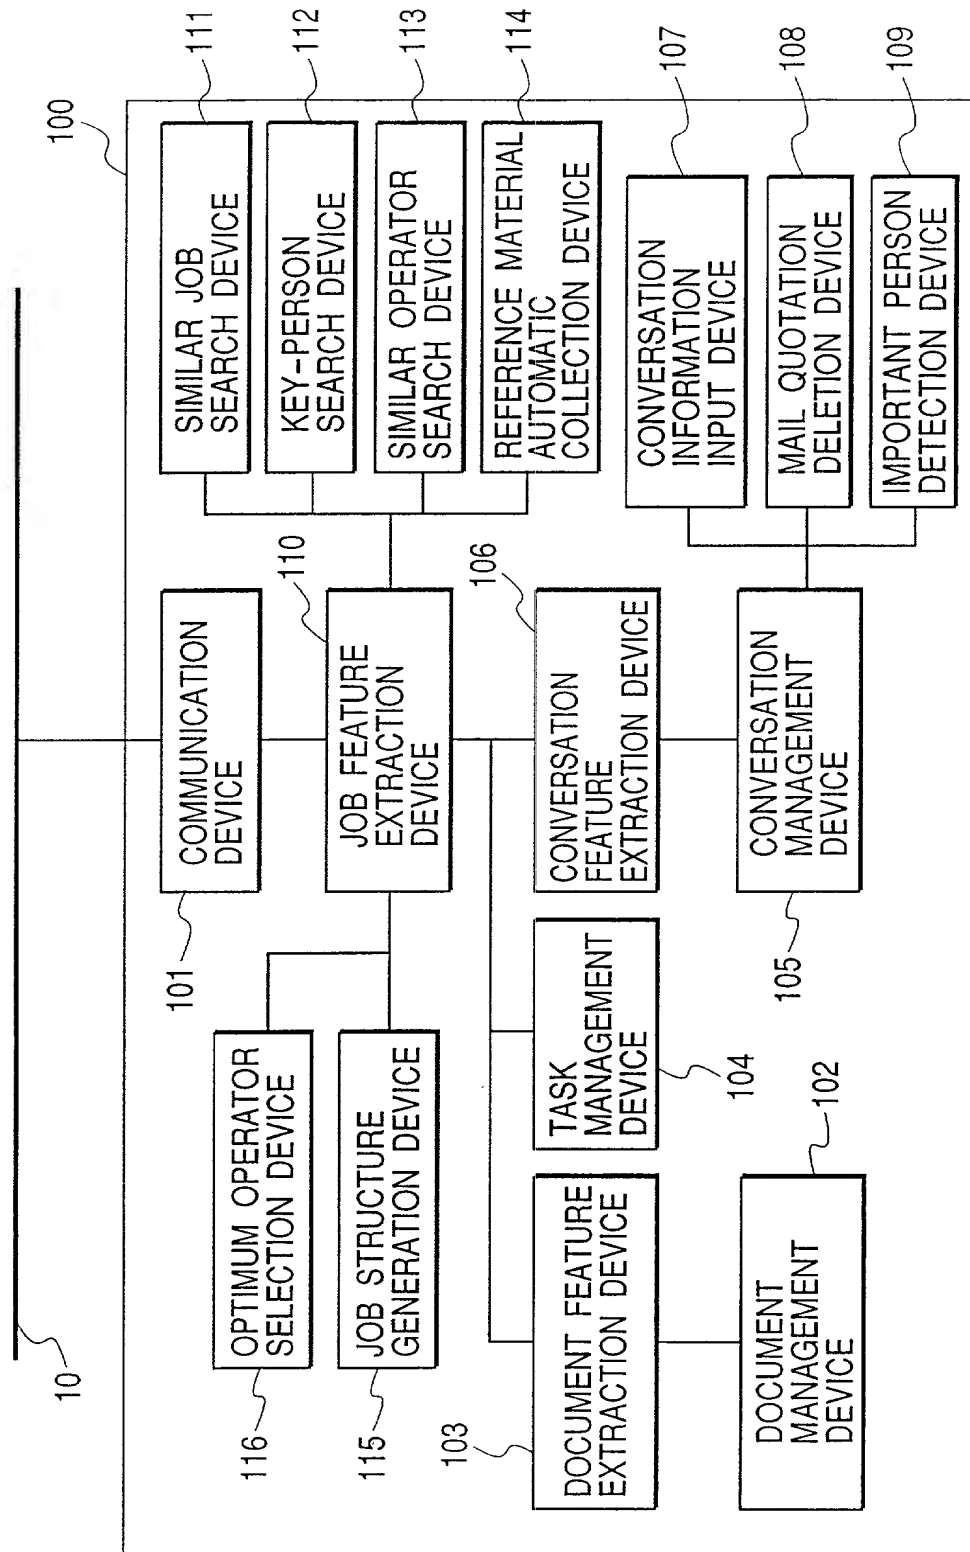 10
100
COMMUNICATION
DEVICE
101
OPTIMUM OPERATOR
SELECTION DEVICE
116
JOB STRUCTURE
GENERATION DEVICE
115
JOB FEATURE
EXTRACTION
DEVICE
110
SIMILAR JOB
SEARCH DEVICE
111
KEY-PERSON
SEARCH DEVICE
112
SIMILAR OPERATOR
SEARCH DEVICE
113
REFERENCE MATERIAL
AUTOMATIC
COLLECTION DEVICE
114
DOCUMENT FEATURE
EXTRACTION DEVICE
103
TASK
MANAGEMENT
DEVICE
104
CONVERSATION
FEATURE
EXTRACTION DEVICE
106
CONVERSATION
INFORMATION
INPUT DEVICE
107
MAIL QUOTATION
DELETION DEVICE
108
IMPORTANT PERSON
DETECTION DEVICE
109
DOCUMENT
MANAGEMENT
DEVICE
102
CONVERSATION
MANAGEMENT
DEVICE
105